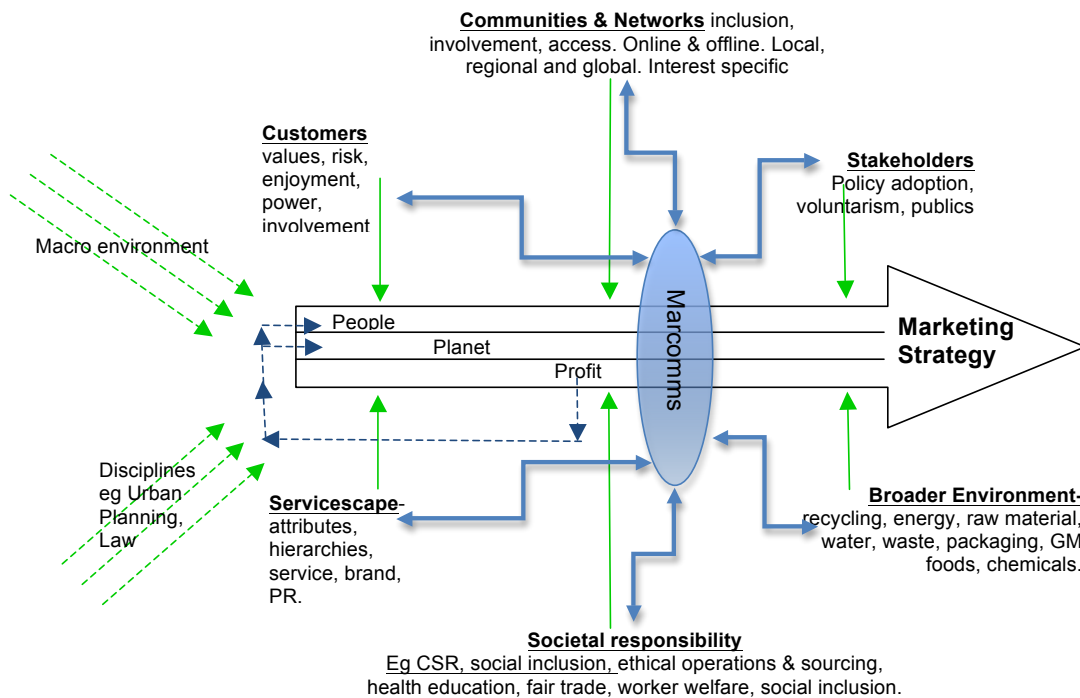 Communities & Networks inclusion,
involvement, access. Online & offline. Local,
regional and global. Interest specific
Customers
values, risk,
enjoyment,
power,
involvement
Stakeholders
Policy adoption,
voluntarism, publics
Macro environment
People
Planet
Profit
Marcomms
Marketing
Strategy
Disciplines
eg Urban
Planning,
Law
Servicescape-
attributes,
hierarchies,
service, brand,
PR.
Broader Environment-
recycling, energy, raw material,
water, waste, packaging, GM
foods, chemicals.
Societal responsibility
Eg CSR, social inclusion, ethical operations & sourcing,
health education, fair trade, worker welfare, social inclusion.